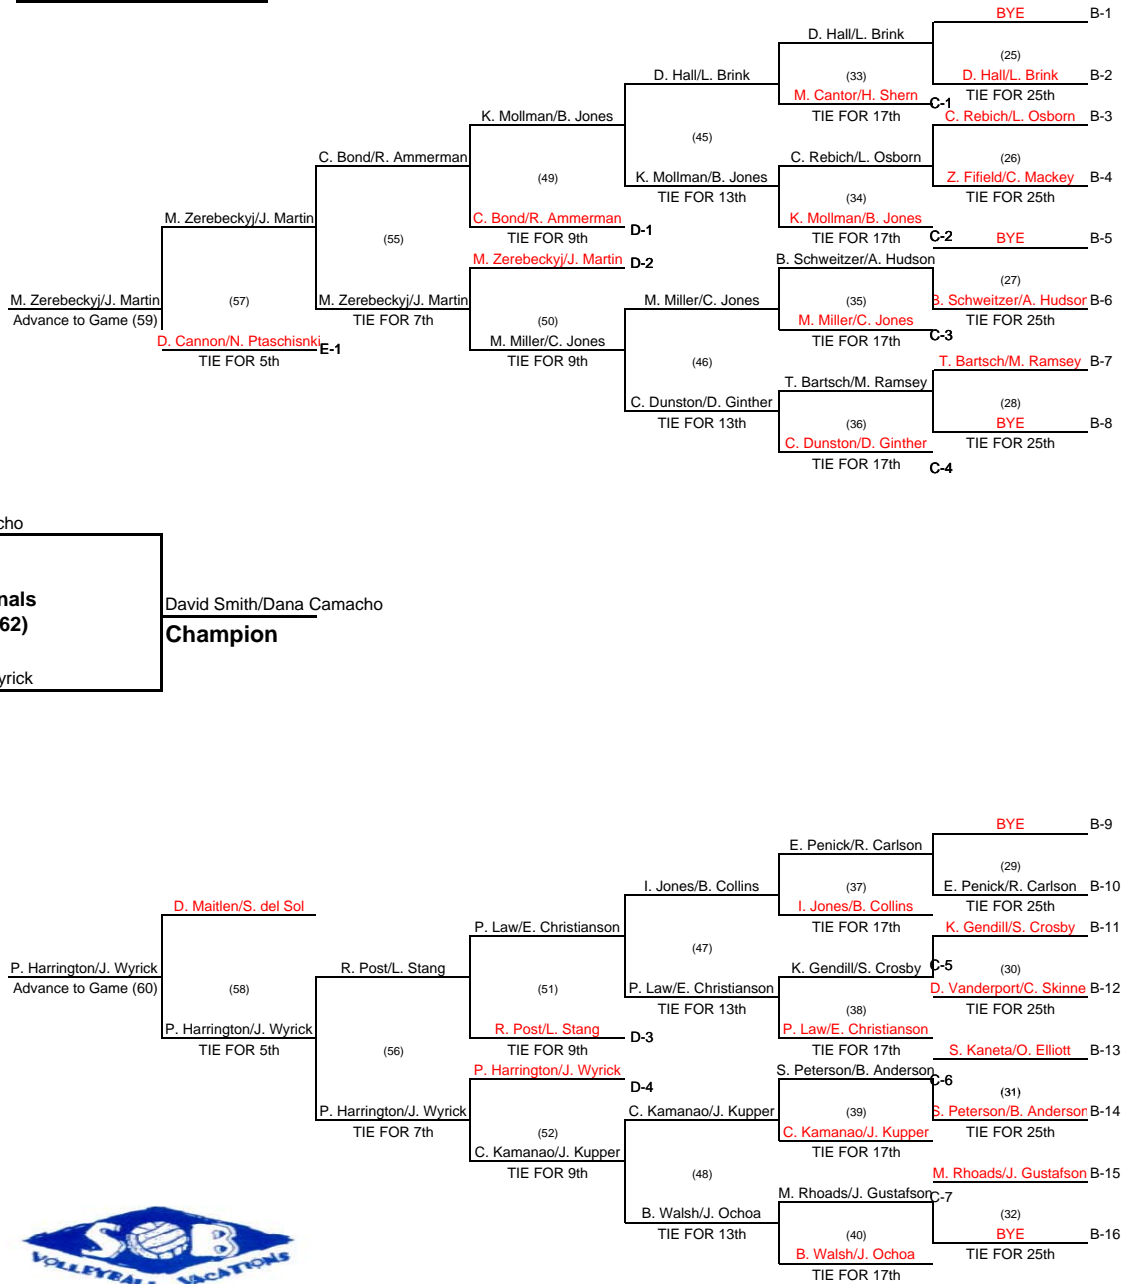 BYE B-1
D. Hall/L. Brink
(25)
D. Hall/L. Brink (33) D. Hall/L. Brink B-2
M. Cantor/H. Shern C-1 TIE FOR 25th
K. Mollman/B. Jones TIE FOR 17th C. Rebich/L. Osborn B-3
(45)
C. Bond/R. Ammerman C. Rebich/L. Osborn (26)
(49) K. Mollman/B. Jones Z. Fifield/C. Mackey B-4
TIE FOR 13th (34) TIE FOR 25th
M. Zerebeckyj/J. Martin C. Bond/R. Ammerman D-1 K. Mollman/B. Jones
(55) TIE FOR 9th TIE FOR 17th C-2 BYE B-5
M. Zerebeckyj/J. Martin D-2 B. Schweitzer/A. Hudson
(27)
M. Zerebeckyj/J. Martin (57) M. Zerebeckyj/J. Martin M. Miller/C. Jones (35) B. Schweitzer/A. Hudson B-6
Advance to Game (59) TIE FOR 7th (50) M. Miller/C. Jones TIE FOR 25th
D. Cannon/N. Ptaschisnki E-1 M. Miller/C. Jones TIE FOR 17th C-3
TIE FOR 5th TIE FOR 9th (46) T. Bartsch/M. Ramsey B-7
T. Bartsch/M. Ramsey
C. Dunston/D. Ginther (28)
TIE FOR 13th (36) BYE B-8
C. Dunston/D. Ginther TIE FOR 25th
TIE FOR 17th C-4
cho
nals
62)
David Smith/Dana Camacho
Champion
yrick
BYE B-9
E. Penick/R. Carlson
(29)
I. Jones/B. Collins (37) E. Penick/R. Carlson B-10
D. Maitlen/S. del Sol I. Jones/B. Collins TIE FOR 25th
P. Law/E. Christianson TIE FOR 17th K. Gendill/S. Crosby B-11
(47)
P. Harrington/J. Wyrick R. Post/L. Stang K. Gendill/S. Crosby C-5 (30)
Advance to Game (60) (58) (51) P. Law/E. Christianson D. Vanderport/C. Skinne B-12
TIE FOR 13th (38) TIE FOR 25th
P. Harrington/J. Wyrick R. Post/L. Stang D-3 P. Law/E. Christianson
TIE FOR 5th (56) TIE FOR 9th TIE FOR 17th S. Kaneta/O. Elliott B-13
P. Harrington/J. Wyrick D-4 S. Peterson/B. Anderson C-6
(31)
P. Harrington/J. Wyrick C. Kamanao/J. Kupper (39) S. Peterson/B. Anderson B-14
TIE FOR 7th (52) C. Kamanao/J. Kupper TIE FOR 25th
C. Kamanao/J. Kupper TIE FOR 17th
TIE FOR 9th (48) M. Rhoads/J. Gustafson B-15
M. Rhoads/J. Gustafson C-7
B. Walsh/J. Ochoa (32)
TIE FOR 13th (40) BYE B-16
B. Walsh/J. Ochoa TIE FOR 25th
TIE FOR 17th
SOB
VOLLEYBALL VACATIONS